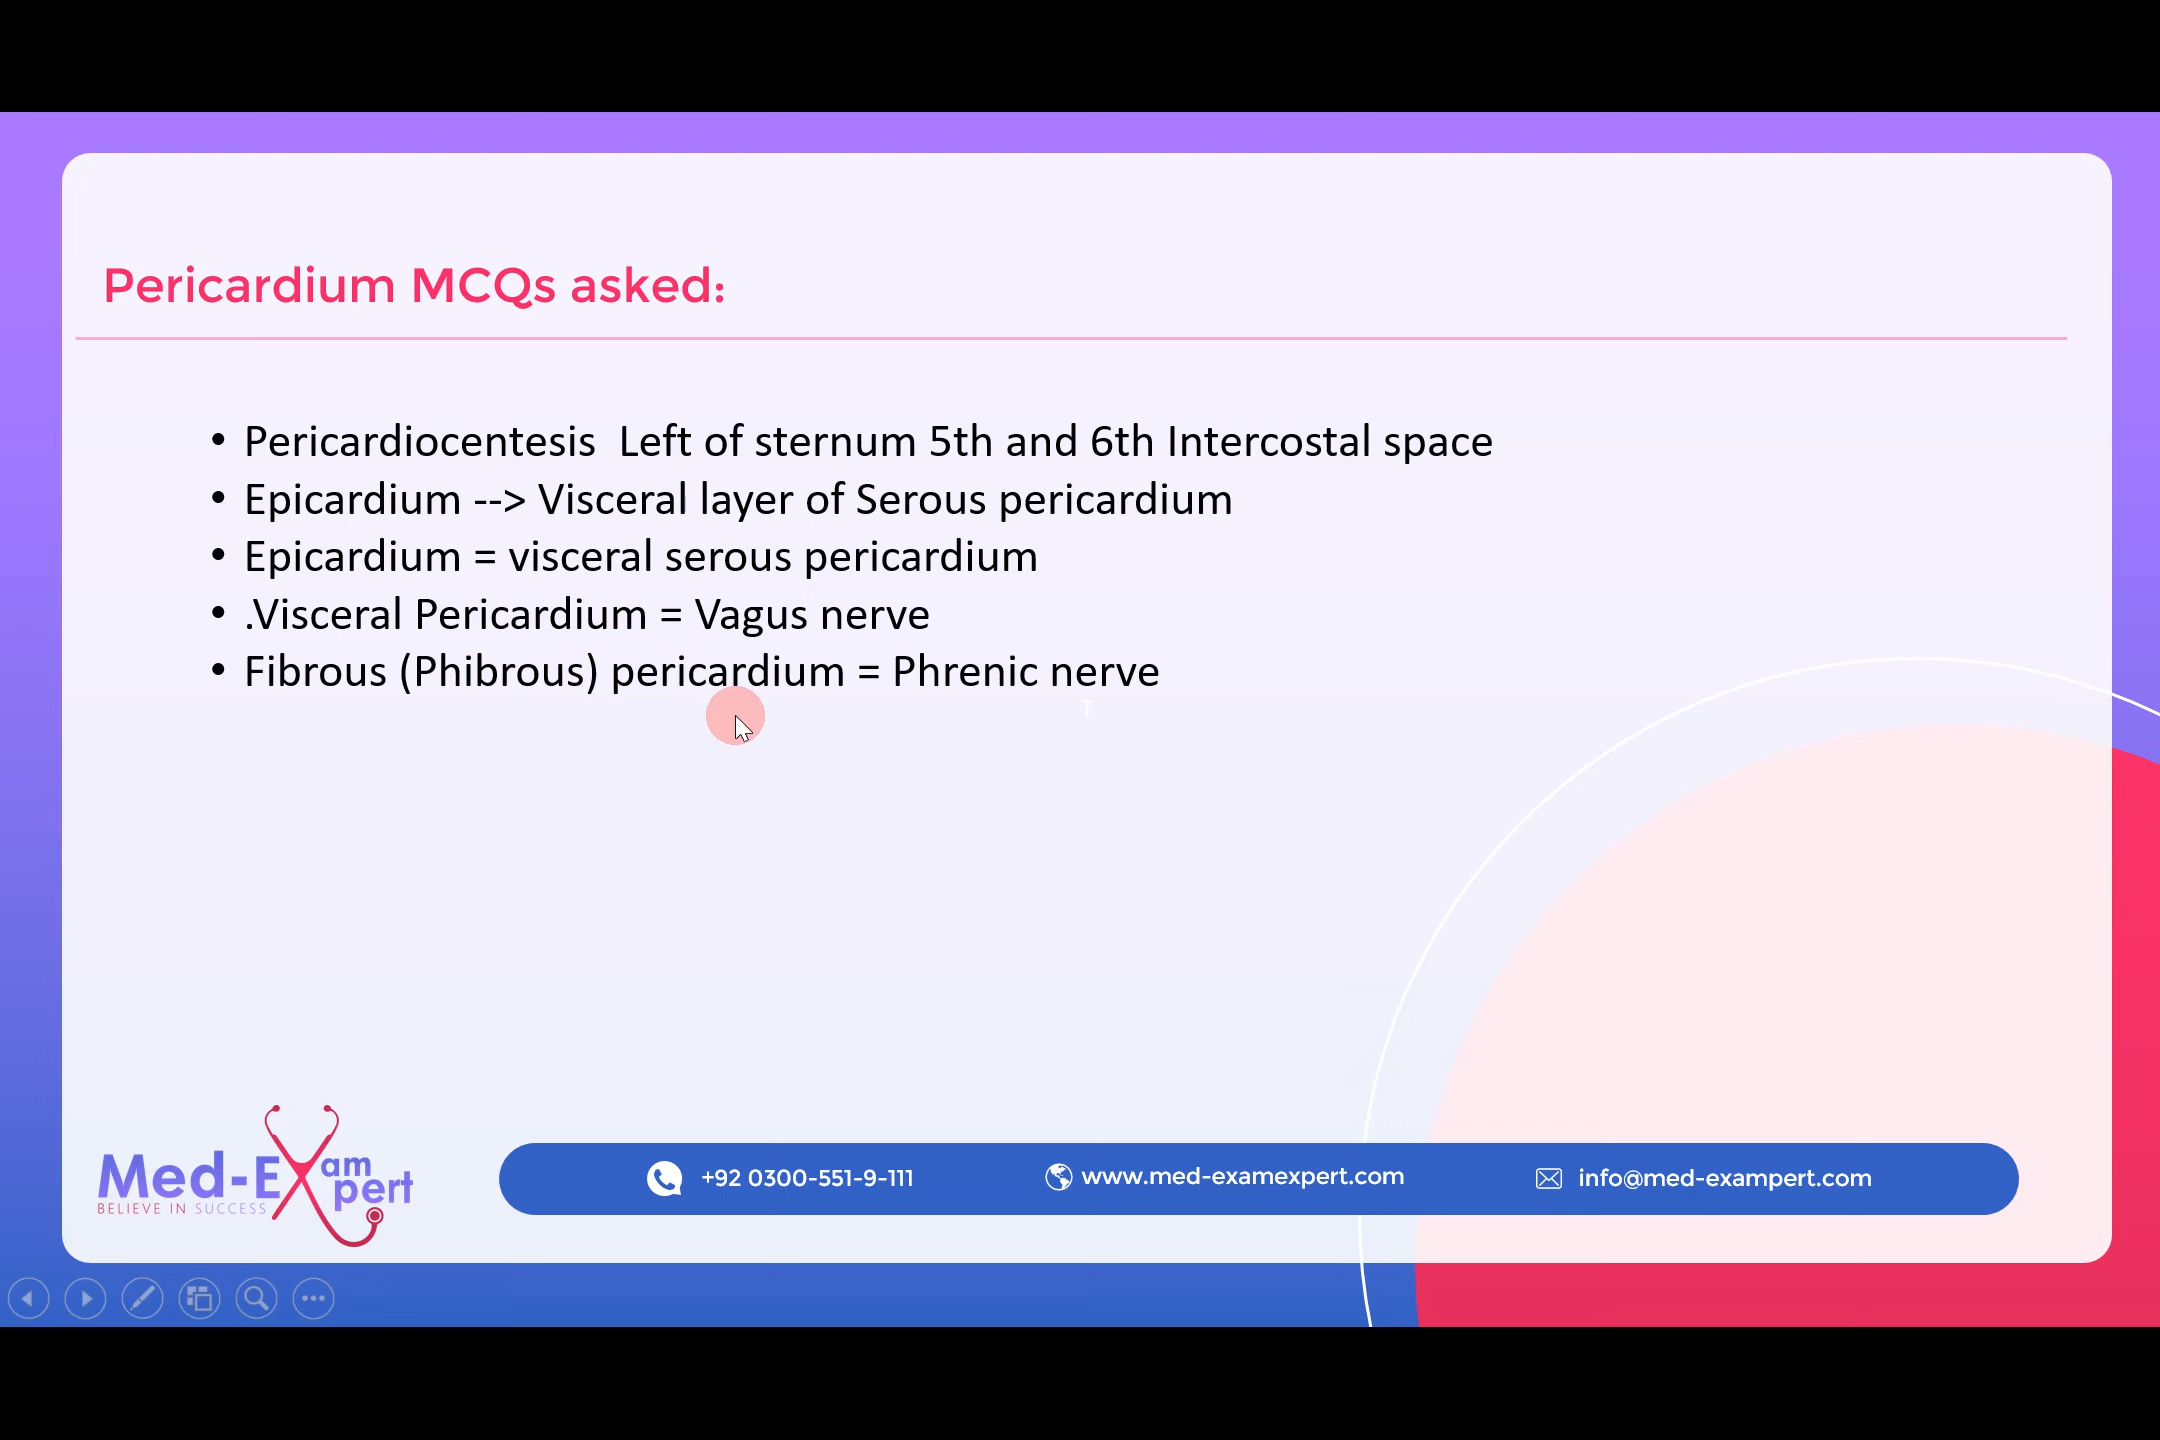 Pericardium MCQs asked:
• Pericardiocentesis  Left of sternum 5th and 6th Intercostal space
• Epicardium --> Visceral layer of Serous pericardium
• Epicardium = visceral serous pericardium
• .Visceral Pericardium = Vagus nerve
• Fibrous (Phibrous) pericardium = Phrenic nerve
T
Med-Exam
pert
BELIEVE IN SUCCESS
+92 0300-551-9-111
www.med-examexpert.com
info@med-exampert.com